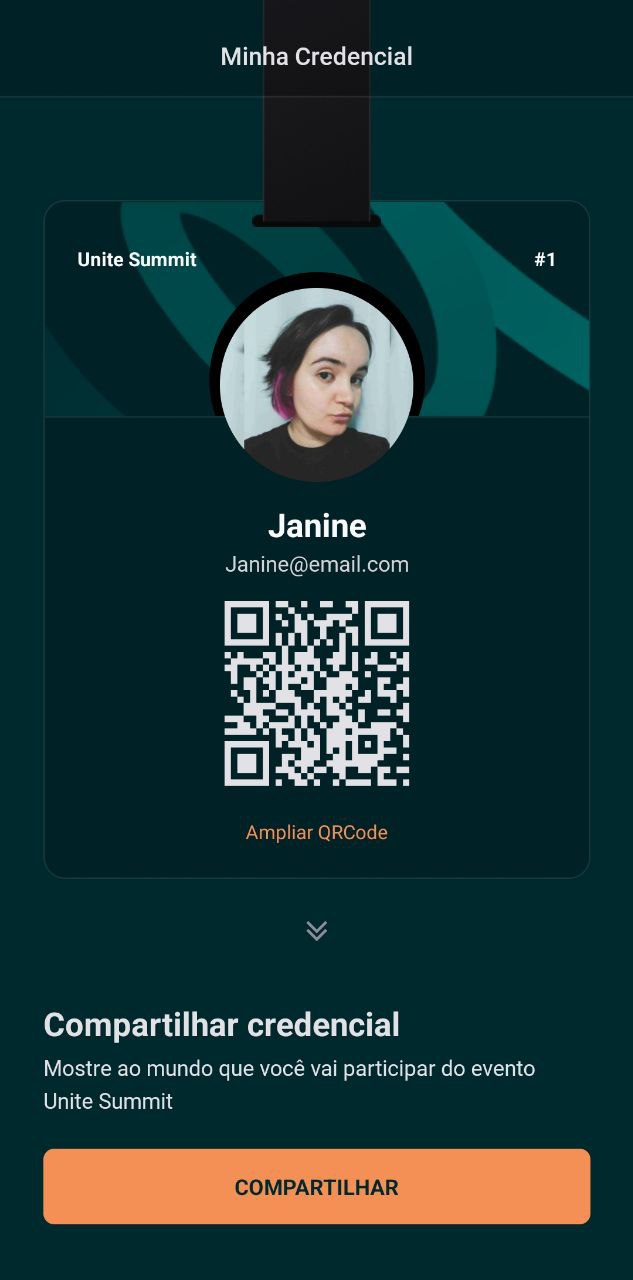 Minha Credencial
Unite Summit
#1
Janine
Janine@email.com
Ampliar QRCode
Compartilhar credencial
Mostre ao mundo que você vai participar do evento
Unite Summit
COMPARTILHAR